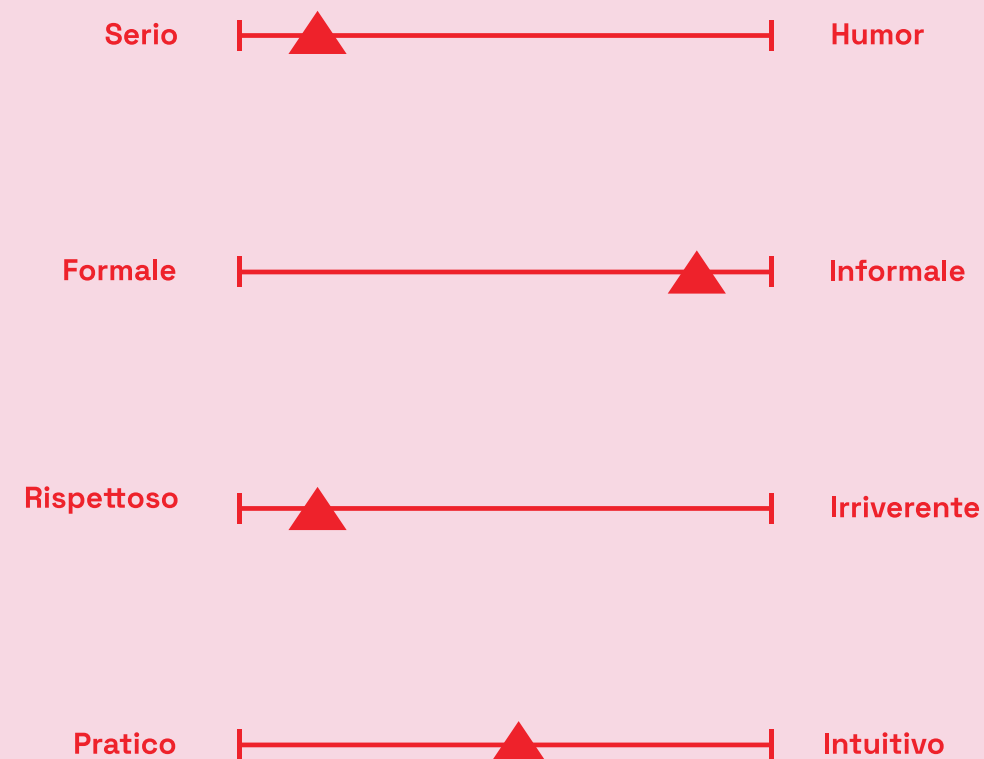 Serio Humor
Formale Informale
Rispettoso Irriverente
Pratico Intuitivo